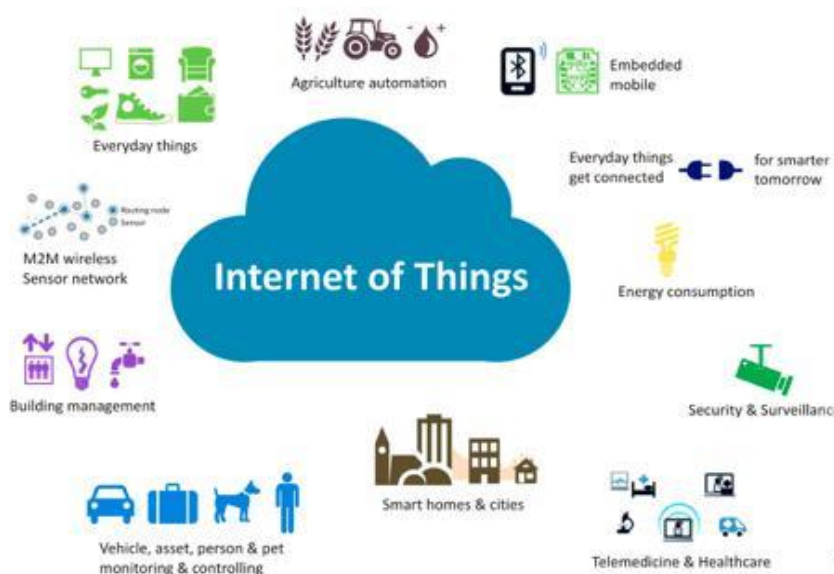 Agriculture automation
Embedded
mobile
Everyday things
Everyday things
get connected
for smarter
tomorrow
Routing node
Sensor
M2M wireless
Sensor network
Internet of Things
Energy consumption
Building management
Security & Surveillance
Smart homes & cities
Vehicle, asset, person & pet
monitoring & controlling
Telemedicine & Healthcare